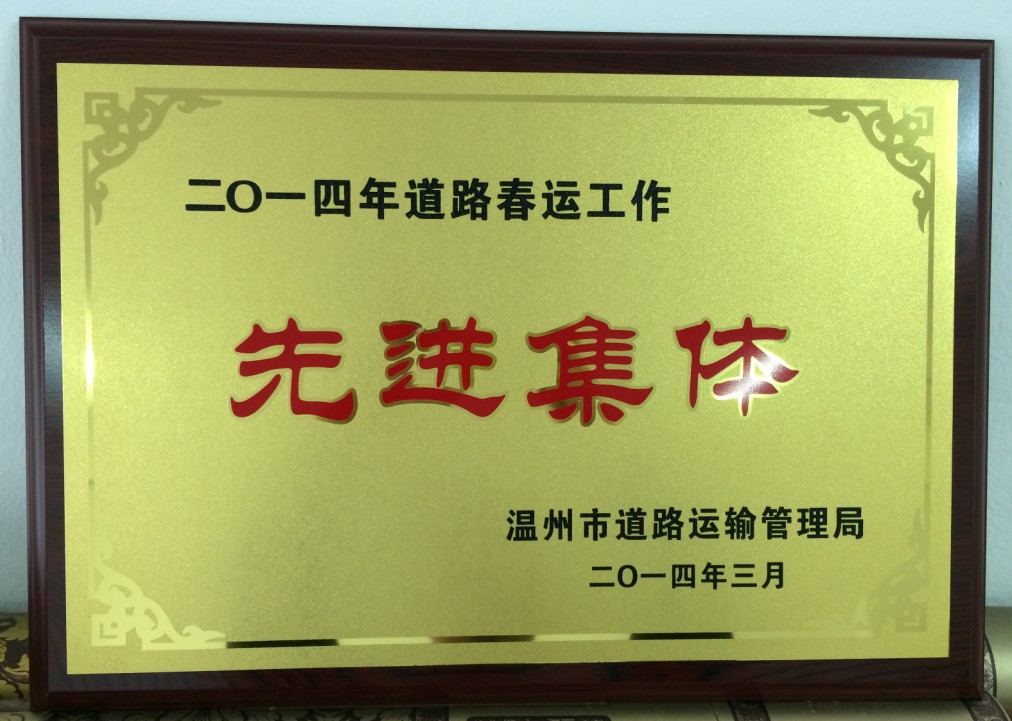 二〇一四年道路春运工作
先进集体
温州市道路运输管理局
二〇一四年三月